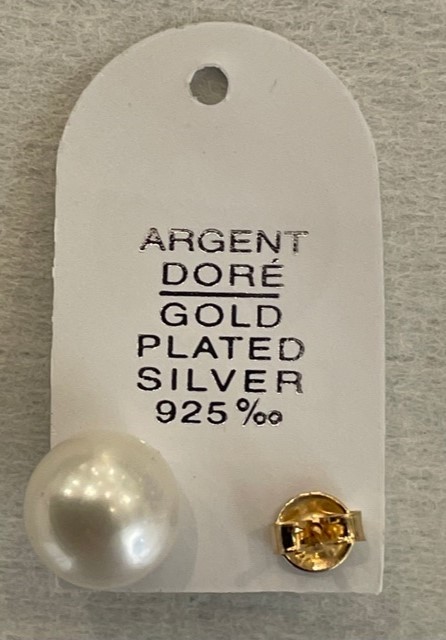 ARGENT
DORÉ
GOLD
PLATED
SILVER
925‰